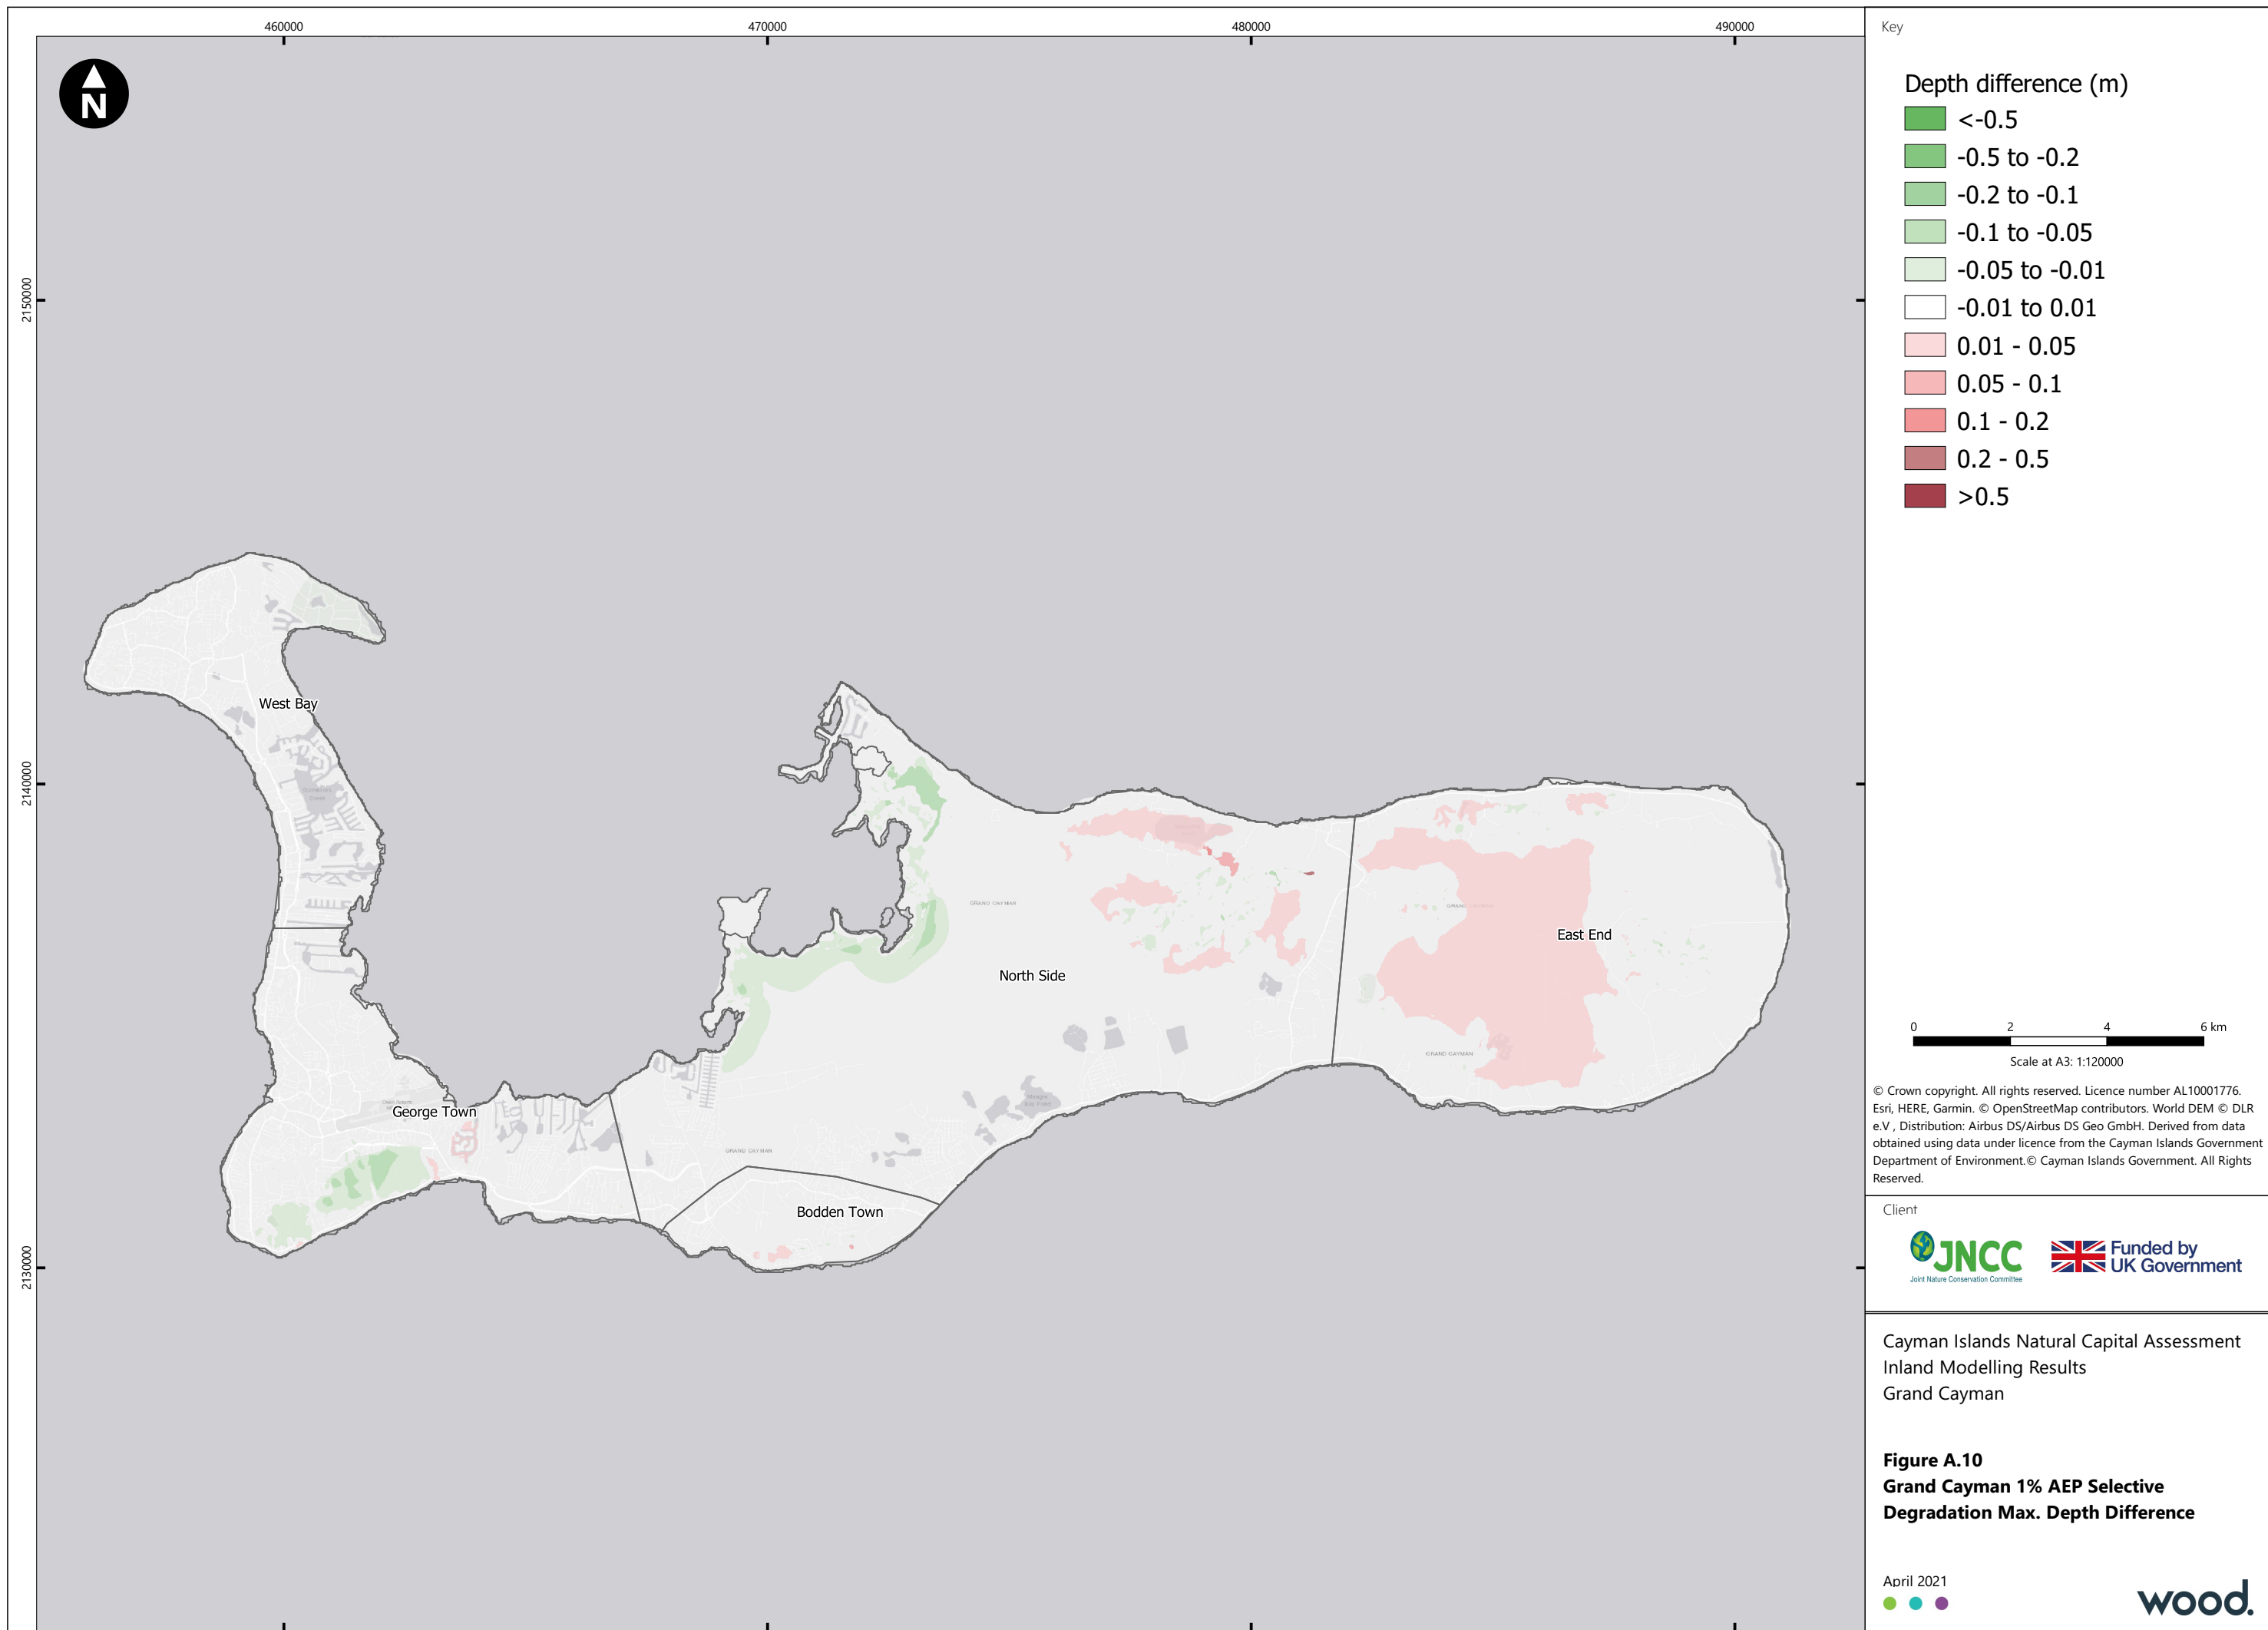 460000
470000
480000
490000
2150000
2140000
2130000
N
West Bay
GRAND CAYMAN
GRAND CAYMAN
East End
North Side
GRAND CAYMAN
George Town
GRAND CAYMAN
Bodden Town
Key
Depth difference (m)
<-0.5
-0.5 to -0.2
-0.2 to -0.1
-0.1 to -0.05
-0.05 to -0.01
-0.01 to 0.01
0.01 - 0.05
0.05 - 0.1
0.1 - 0.2
0.2 - 0.5
>0.5
0 2 4 6 km
Scale at A3: 1:120000
© Crown copyright. All rights reserved. Licence number AL10001776.
Esri, HERE, Garmin. © OpenStreetMap contributors. World DEM © DLR
e.V , Distribution: Airbus DS/Airbus DS Geo GmbH. Derived from data
obtained using data under licence from the Cayman Islands Government
Department of Environment.© Cayman Islands Government. All Rights
Reserved.
Client
JNCC
Joint Nature Conservation Committee
Funded by
UK Government
Cayman Islands Natural Capital Assessment
Inland Modelling Results
Grand Cayman
Figure A.10
Grand Cayman 1% AEP Selective
Degradation Max. Depth Difference
April 2021
wood.